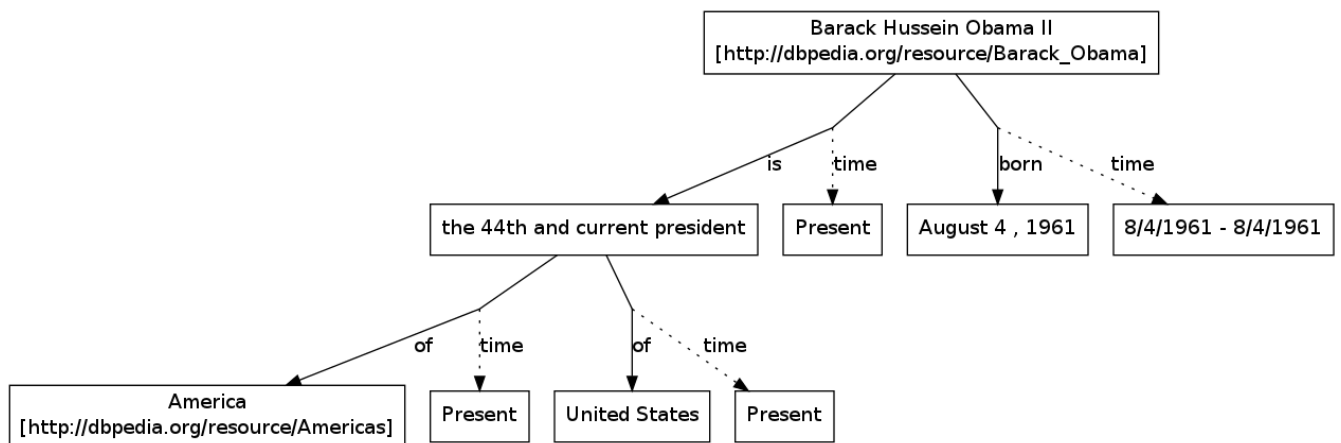 Barack Hussein Obama II
[http://dbpedia.org/resource/Barack_Obama]
is
time
born
time
the 44th and current president
Present
August 4 , 1961
8/4/1961 - 8/4/1961
of
time
of
time
America
[http://dbpedia.org/resource/Americas]
Present
United States
Present